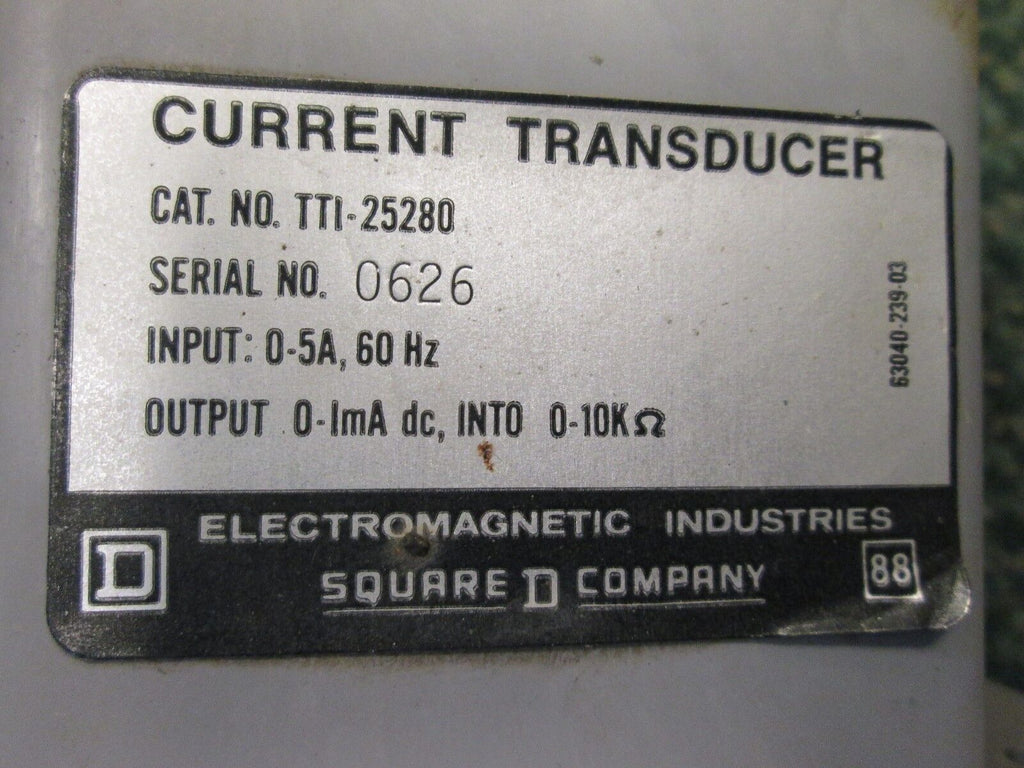 CURRENT TRANSDUCER
CAT. NO. TTI-25280
SERIAL NO. 0626
INPUT: 0-5A, 60 Hz
OUTPUT 0-1mA dc, INTO 0-10KΩ
63040-239-03
ELECTROMAGNETIC INDUSTRIES
D
SQUARE D COMPANY
88